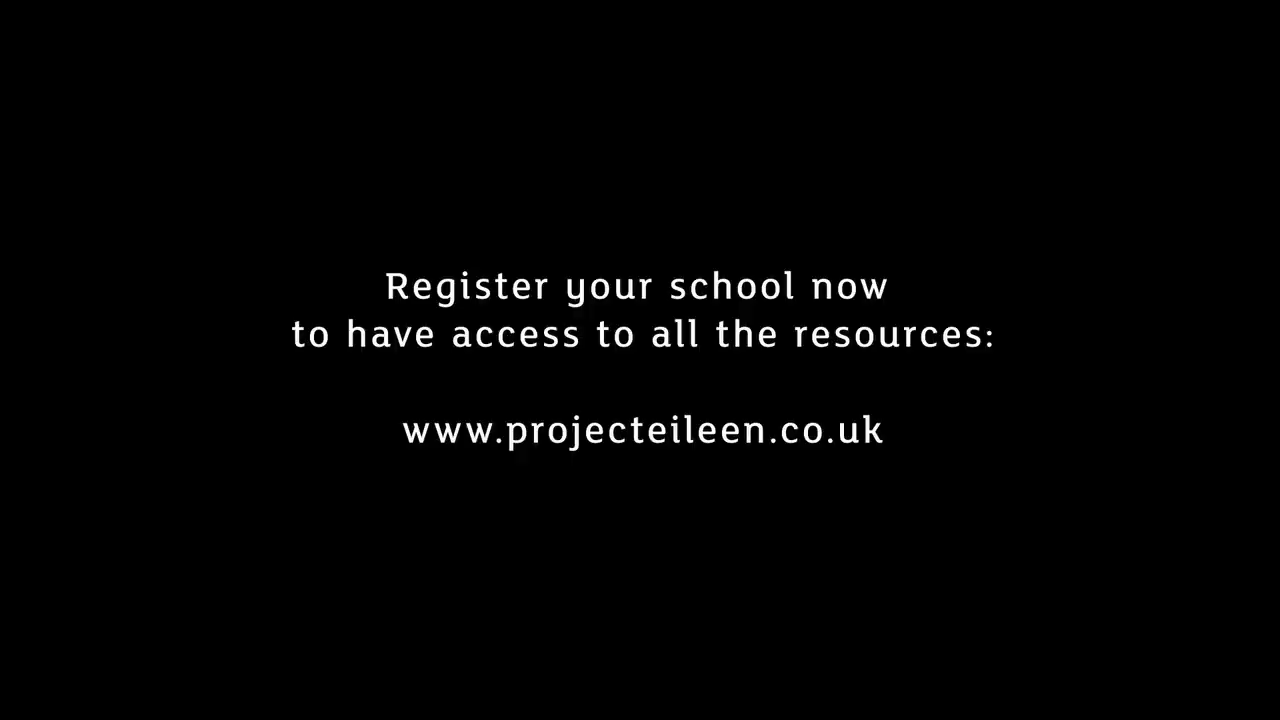 Register your school now
to have access to all the resources:
www.projecteileen.co.uk